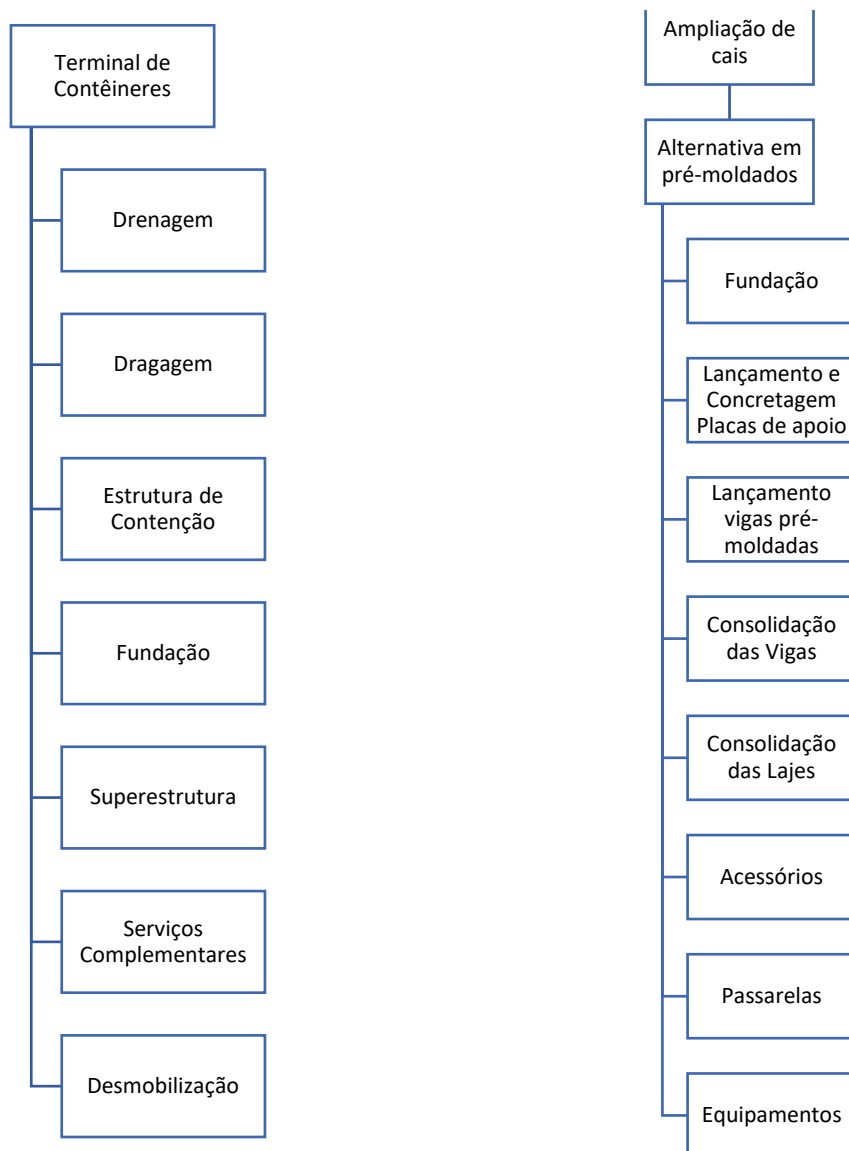 Terminal de
Contêineres
Drenagem
Dragagem
Estrutura de
Contenção
Fundação
Superestrutura
Serviços
Complementares
Desmobilização
Ampliação de
cais
Alternativa em
pré-moldados
Fundação
Lançamento e
Concretagem
Placas de apoio
Lançamento
vigas pré-
moldadas
Consolidação
das Vigas
Consolidação
das Lajes
Acessórios
Passarelas
Equipamentos